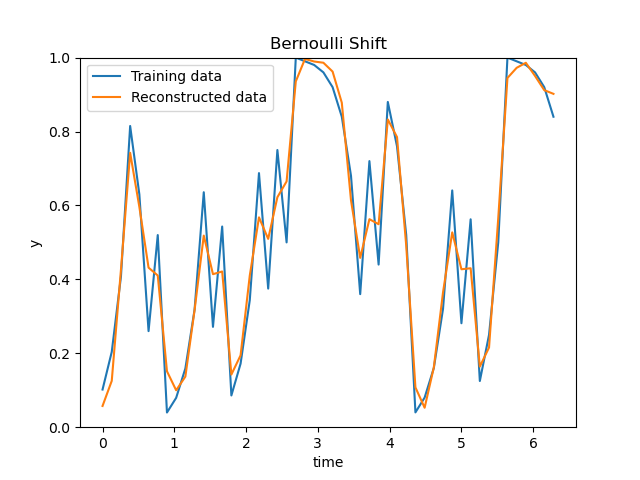 Bernoulli Shift
Training data
Reconstructed data
1.0
0.8
0.6
0.4
0.2
0.0
y
0 1 2 3 4 5 6
time